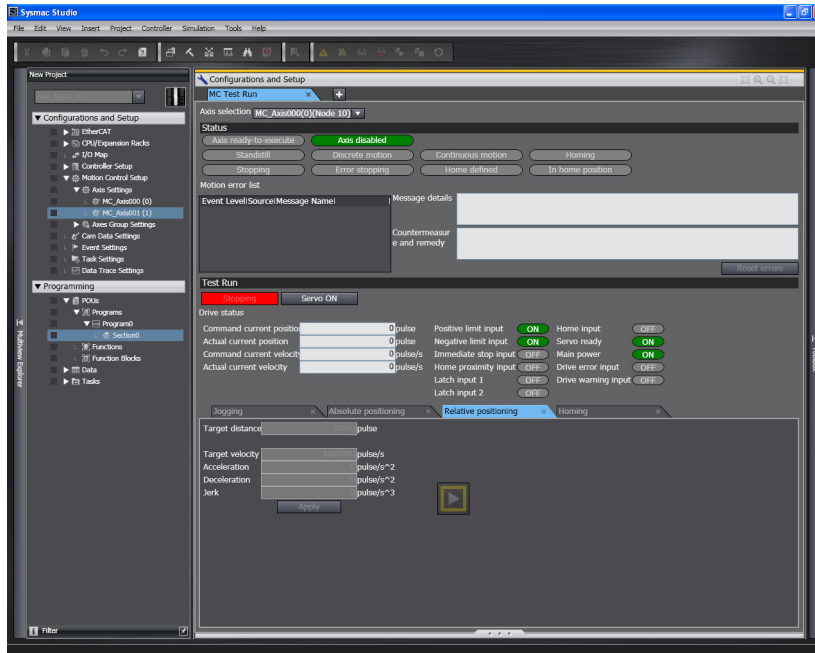 Sysmac Studio
File Edit View Insert Project Controller Simulation Tools Help
New Project
Configurations and Setup
EtherCAT
CPU/Expansion Racks
I/O Map
Controller Setup
Motion Control Setup
Axis Settings
MC_Axis000 (0)
MC_Axis001 (1)
Axes Group Settings
Cam Data Settings
Event Settings
Task Settings
Data Trace Settings
Programming
POUs
Programs
Program0
Section0
Functions
Function Blocks
Data
Tasks
Filter
Multiview Explorer
Configurations and Setup
MC Test Run
Axis selection MC_Axis000(0)(Node 10)
Status
Axis ready-to-execute Axis disabled
Standstill Discrete motion Continuous motion Homing
Stopping Error stopping Home defined In home position
Motion error list
Event Level|Source|Message Name|
Message details
Countermeasur
e and remedy
Reset errors
Test Run
Stopping Servo ON
Drive status
Command current position 0 pulse Positive limit input ON Home input OFF
Actual current position 0 pulse Negative limit input ON Servo ready ON
Command current velocity 0 pulse/s Immediate stop input OFF Main power ON
Actual current velocity 0 pulse/s Home proximity input OFF Drive error input OFF
Latch input 1 OFF Drive warning input OFF
Latch input 2 OFF
Jogging Absolute positioning Relative positioning Homing
Target distance pulse
Target velocity pulse/s
Acceleration pulse/s^2
Deceleration pulse/s^2
Jerk pulse/s^3
Apply